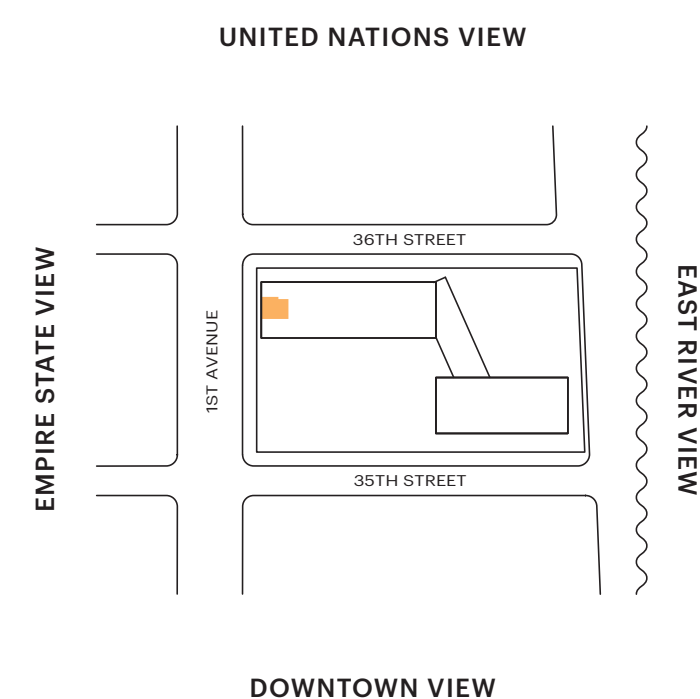 UNITED NATIONS VIEW
36TH STREET
EMPIRE STATE VIEW
1ST AVENUE
EAST RIVER VIEW
35TH STREET
DOWNTOWN VIEW